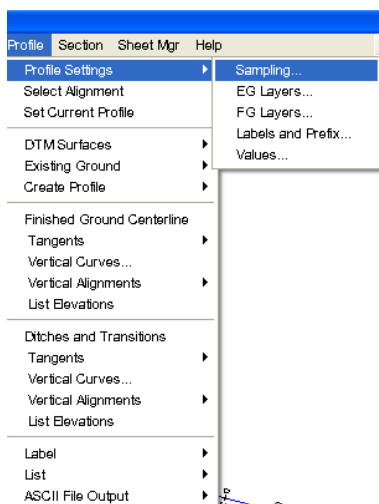 Profile Section Sheet Mgr Help
Profile Settings
Sampling...
Select Alignment
EG Layers...
Set Current Profile
FG Layers...
Labels and Prefix...
DTM Surfaces
Values...
Existing Ground
Create Profile
Finished Ground Centerline
Tangents
Vertical Curves...
Vertical Alignments
List Elevations
Ditches and Transitions
Tangents
Vertical Curves...
Vertical Alignments
List Elevations
Label
List
ASCII File Output